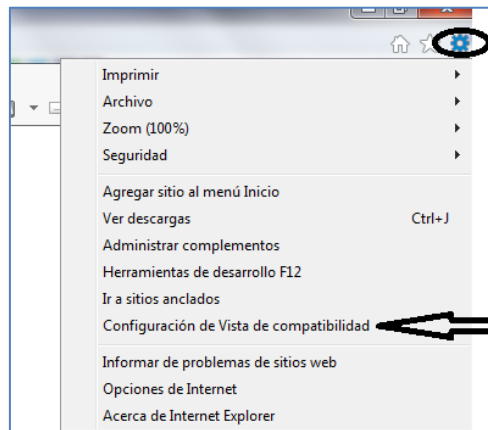 Imprimir
Archivo
Zoom (100%)
Seguridad
Agregar sitio al menú Inicio
Ver descargas Ctrl+J
Administrar complementos
Herramientas de desarrollo F12
Ir a sitios anclados
Configuración de Vista de compatibilidad
Informar de problemas de sitios web
Opciones de Internet
Acerca de Internet Explorer